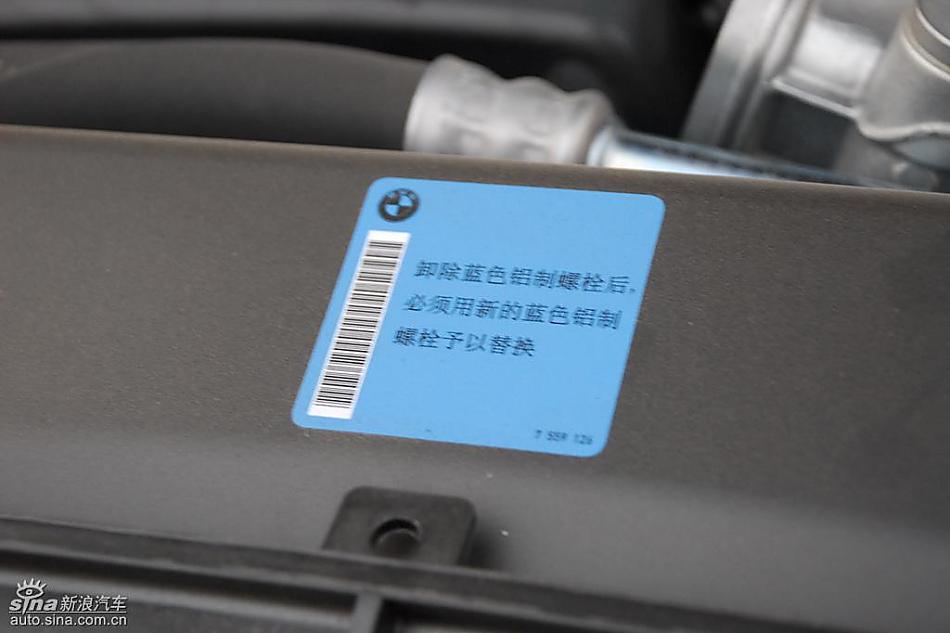 卸除蓝色铝制螺栓后,
必须用新的蓝色铝制
螺栓予以替换
7 559 126
sina新浪汽车
auto.sina.com.cn